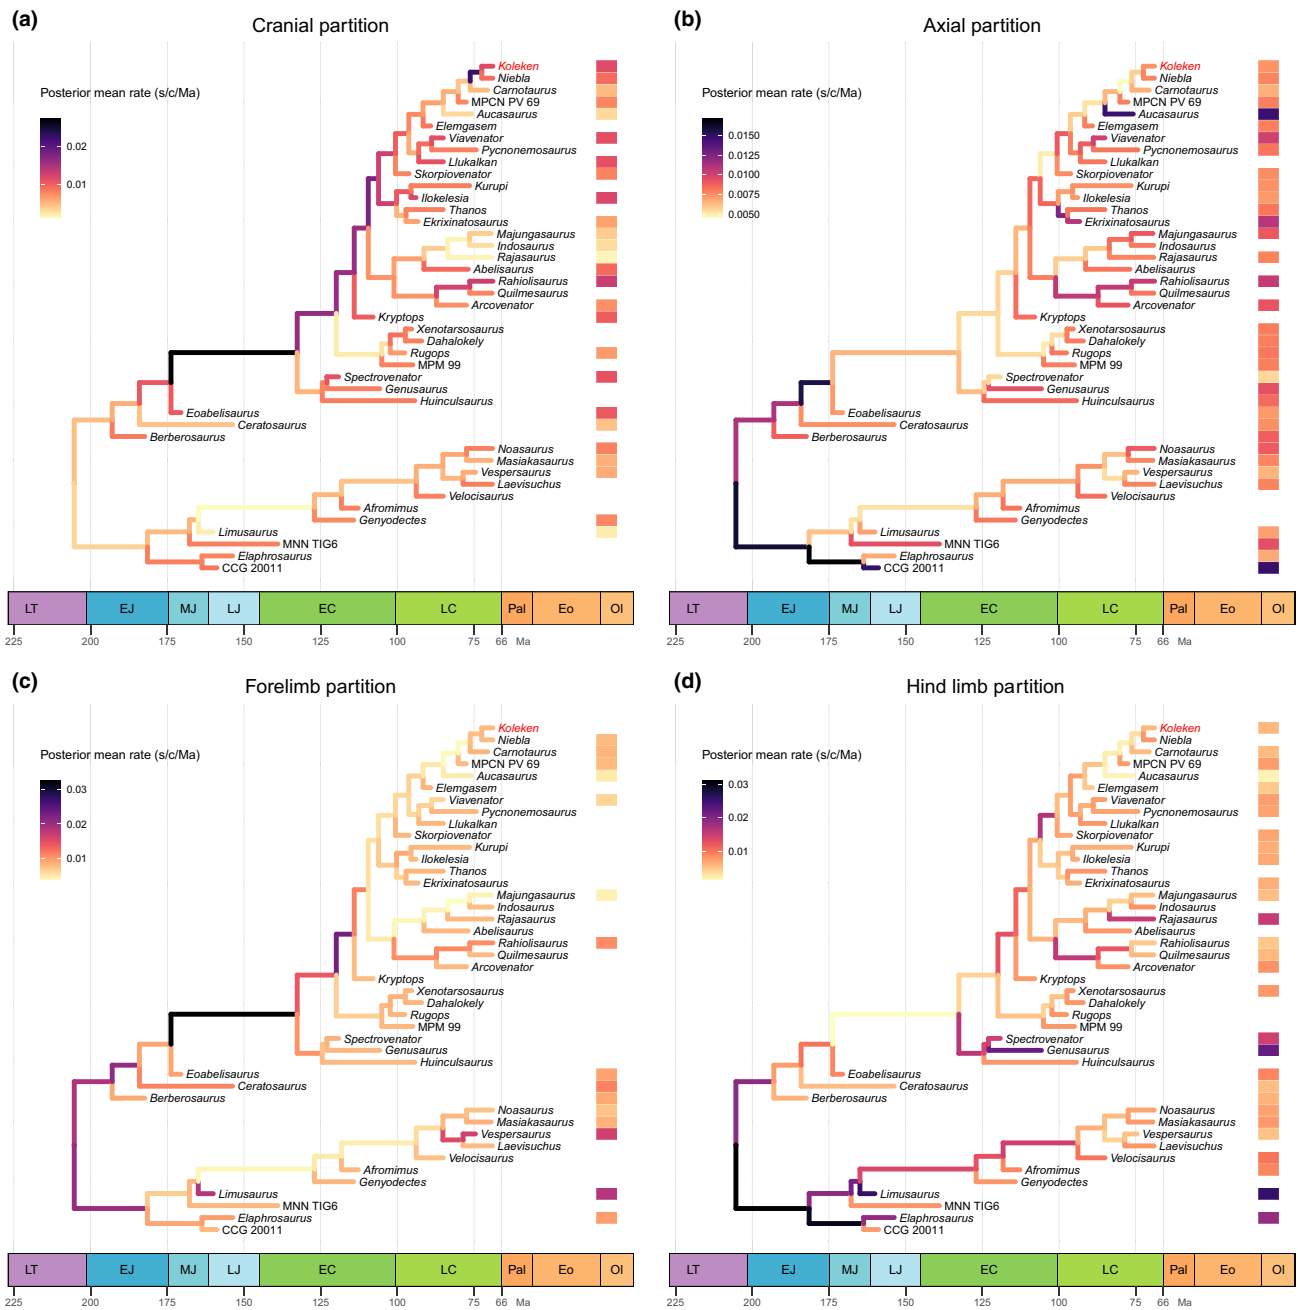 (a)
Cranial partition
Posterior mean rate (s/c/Ma)
0.02
0.01
Koleken
Niebla
Carnotaurus
MPCN PV 69
Aucasaurus
Elemgasem
Viavenator
Pycnonemosaurus
Llukalkan
Skorpiovenator
Kurupi
Ilokelesia
Thanos
Ekrixinatosaurus
Majungasaurus
Indosaurus
Rajasaurus
Abelisaurus
Rahiolisaurus
Quilmesaurus
Arcovenator
Kryptops
Xenotarsosaurus
Dahalokely
Rugops
MPM 99
Spectrovenator
Genusaurus
Huinculsaurus
Eoabelisaurus
Ceratosaurus
Berberosaurus
Noasaurus
Masiakasaurus
Vespersaurus
Laevisuchus
Velocisaurus
Afromimus
Genyodectes
Limusaurus
MNN TIG6
Elaphrosaurus
CCG 20011
LT EJ MJ LJ EC LC Pal Eo Ol
225 200 175 150 125 100 75 66 Ma
(b)
Axial partition
Posterior mean rate (s/c/Ma)
0.0150
0.0125
0.0100
0.0075
0.0050
Koleken
Niebla
Carnotaurus
MPCN PV 69
Aucasaurus
Elemgasem
Viavenator
Pycnonemosaurus
Llukalkan
Skorpiovenator
Kurupi
Ilokelesia
Thanos
Ekrixinatosaurus
Majungasaurus
Indosaurus
Rajasaurus
Abelisaurus
Rahiolisaurus
Quilmesaurus
Arcovenator
Kryptops
Xenotarsosaurus
Dahalokely
Rugops
MPM 99
Spectrovenator
Genusaurus
Huinculsaurus
Eoabelisaurus
Ceratosaurus
Berberosaurus
Noasaurus
Masiakasaurus
Vespersaurus
Laevisuchus
Velocisaurus
Afromimus
Genyodectes
Limusaurus
MNN TIG6
Elaphrosaurus
CCG 20011
LT EJ MJ LJ EC LC Pal Eo Ol
225 200 175 150 125 100 75 66 Ma
(c)
Forelimb partition
Posterior mean rate (s/c/Ma)
0.03
0.02
0.01
Koleken
Niebla
Carnotaurus
MPCN PV 69
Aucasaurus
Elemgasem
Viavenator
Pycnonemosaurus
Llukalkan
Skorpiovenator
Kurupi
Ilokelesia
Thanos
Ekrixinatosaurus
Majungasaurus
Indosaurus
Rajasaurus
Abelisaurus
Rahiolisaurus
Quilmesaurus
Arcovenator
Kryptops
Xenotarsosaurus
Dahalokely
Rugops
MPM 99
Spectrovenator
Genusaurus
Huinculsaurus
Eoabelisaurus
Ceratosaurus
Berberosaurus
Noasaurus
Masiakasaurus
Vespersaurus
Laevisuchus
Velocisaurus
Afromimus
Genyodectes
Limusaurus
MNN TIG6
Elaphrosaurus
CCG 20011
LT EJ MJ LJ EC LC Pal Eo Ol
225 200 175 150 125 100 75 66 Ma
(d)
Hind limb partition
Posterior mean rate (s/c/Ma)
0.03
0.02
0.01
Koleken
Niebla
Carnotaurus
MPCN PV 69
Aucasaurus
Elemgasem
Viavenator
Pycnonemosaurus
Llukalkan
Skorpiovenator
Kurupi
Ilokelesia
Thanos
Ekrixinatosaurus
Majungasaurus
Indosaurus
Rajasaurus
Abelisaurus
Rahiolisaurus
Quilmesaurus
Arcovenator
Kryptops
Xenotarsosaurus
Dahalokely
Rugops
MPM 99
Spectrovenator
Genusaurus
Huinculsaurus
Eoabelisaurus
Ceratosaurus
Berberosaurus
Noasaurus
Masiakasaurus
Vespersaurus
Laevisuchus
Velocisaurus
Afromimus
Genyodectes
Limusaurus
MNN TIG6
Elaphrosaurus
CCG 20011
LT EJ MJ LJ EC LC Pal Eo Ol
225 200 175 150 125 100 75 66 Ma